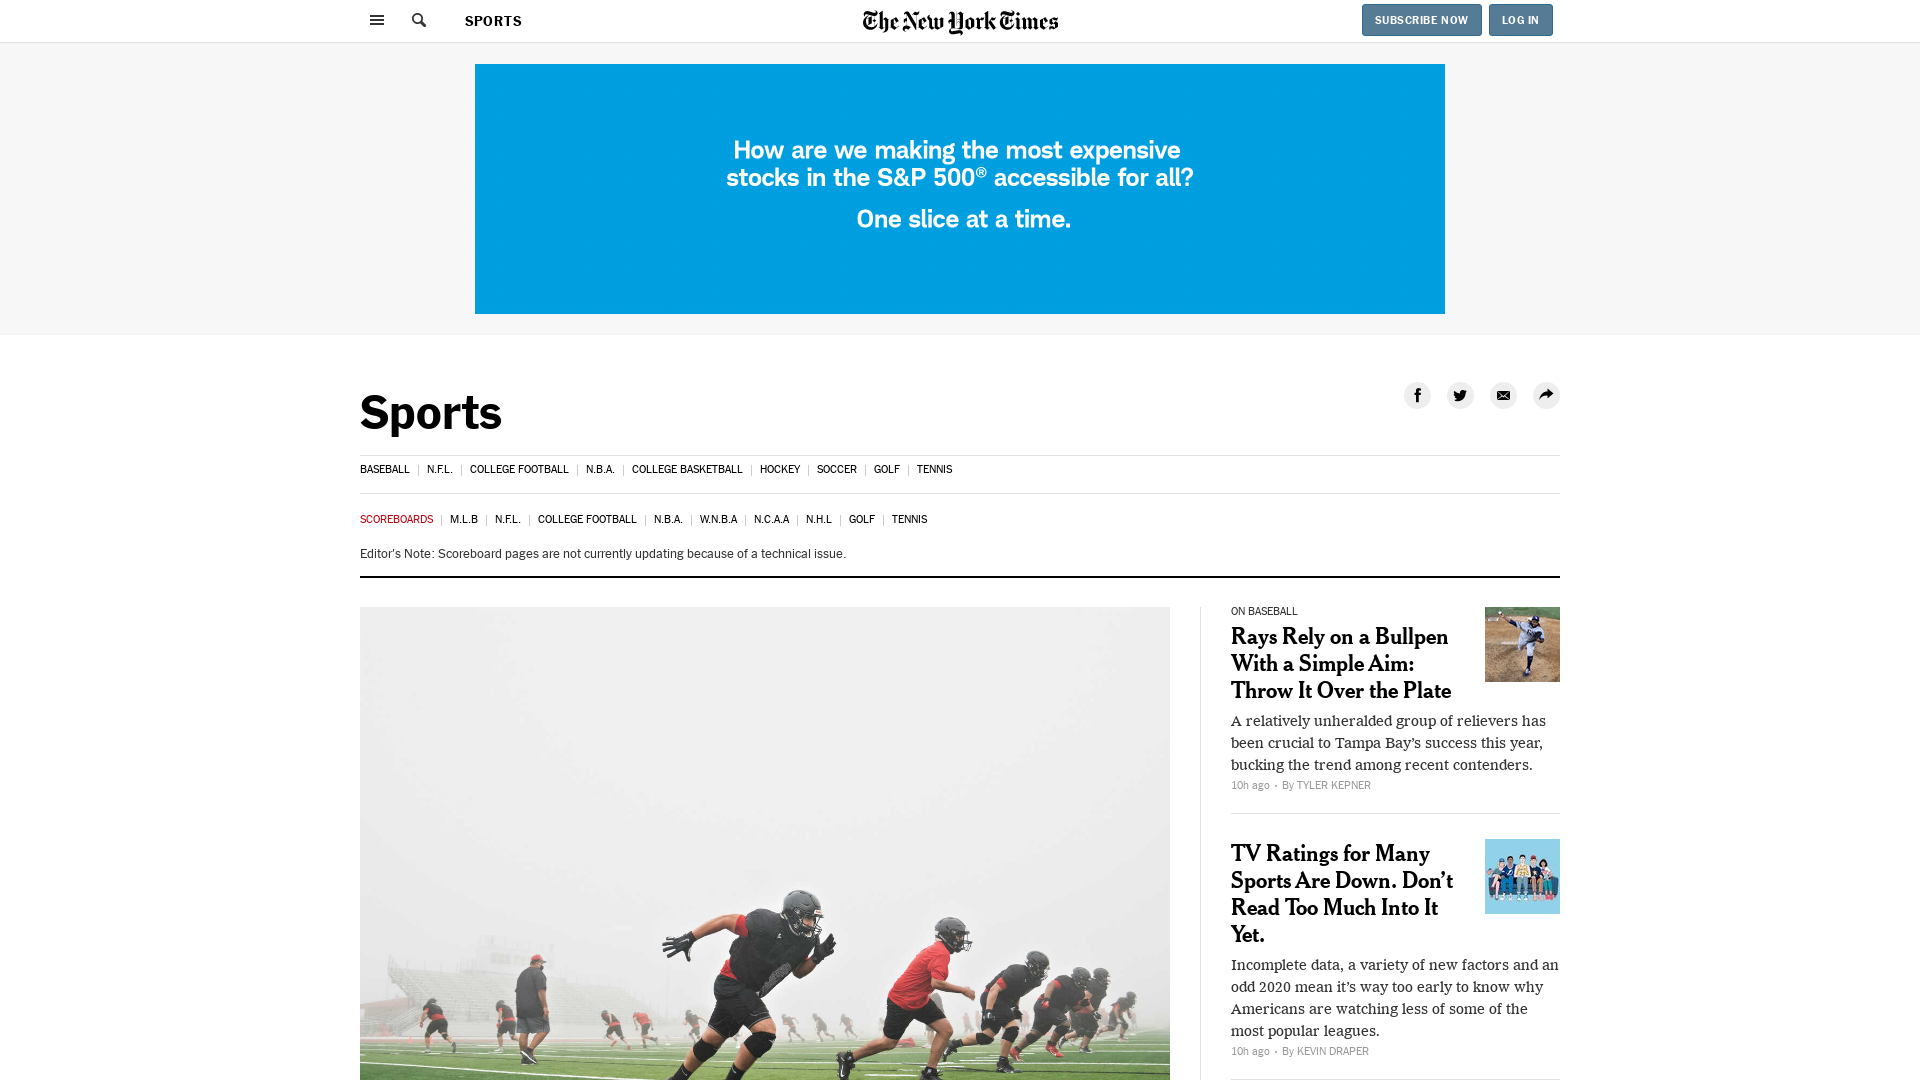 SPORTS
The New York Times
SUBSCRIBE NOW
LOG IN
How are we making the most expensive
stocks in the S&P 500® accessible for all?
One slice at a time.
Sports
BASEBALL | N.F.L. | COLLEGE FOOTBALL | N.B.A. | COLLEGE BASKETBALL | HOCKEY | SOCCER | GOLF | TENNIS
SCOREBOARDS | M.L.B | N.F.L. | COLLEGE FOOTBALL | N.B.A. | W.N.B.A | N.C.A.A | N.H.L | GOLF | TENNIS
Editor's Note: Scoreboard pages are not currently updating because of a technical issue.
ON BASEBALL
Rays Rely on a Bullpen
With a Simple Aim:
Throw It Over the Plate
A relatively unheralded group of relievers has
been crucial to Tampa Bay’s success this year,
bucking the trend among recent contenders.
10h ago • By TYLER KEPNER
TV Ratings for Many
Sports Are Down. Don’t
Read Too Much Into It
Yet.
Incomplete data, a variety of new factors and an
odd 2020 mean it’s way too early to know why
Americans are watching less of some of the
most popular leagues.
10h ago • By KEVIN DRAPER